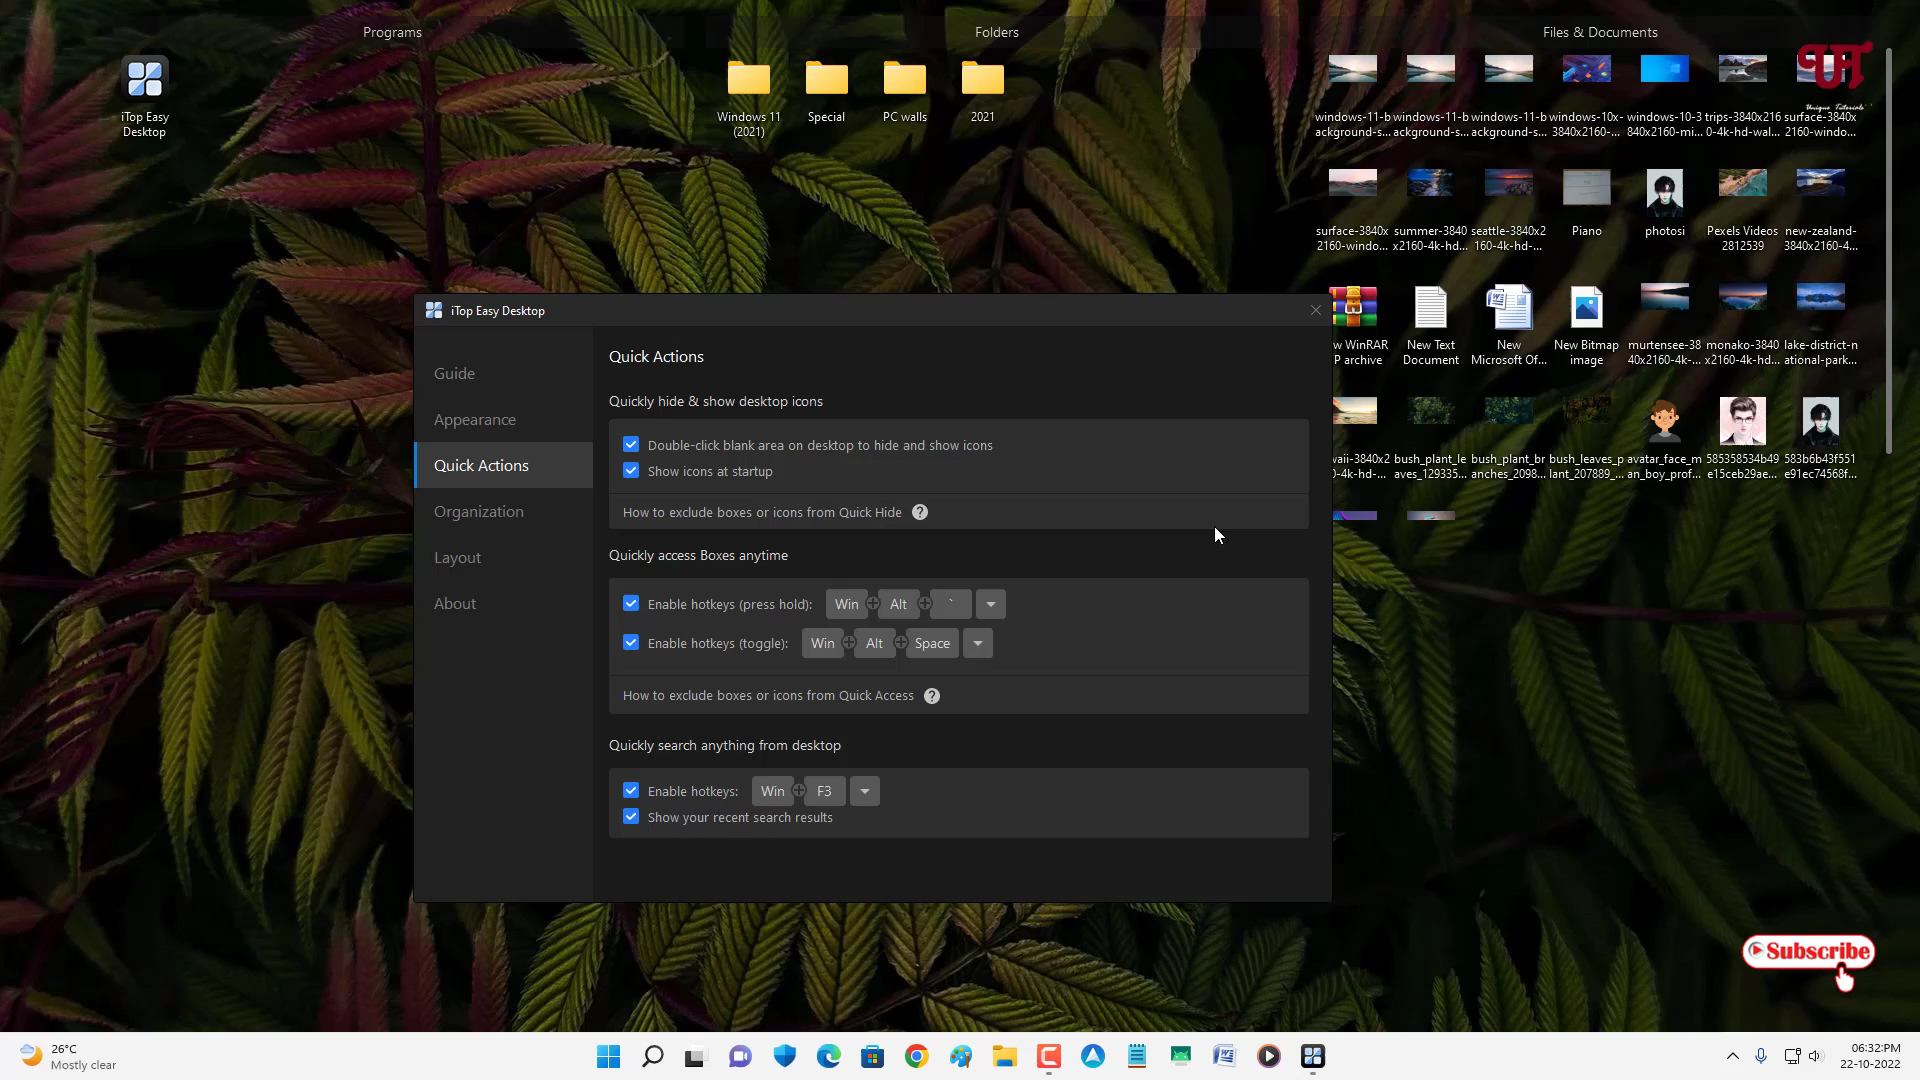 Programs
Folders
Files & Documents
iTop Easy
Desktop
Windows 11
(2021)
Special
PC walls
2021
UT
Unique Tutorials
windows-11-b
ackground-s...
windows-11-b
ackground-s...
windows-11-b
ackground-s...
windows-10x-
3840x2160-...
windows-10-3
840x2160-mi...
trips-3840x216
0-4k-hd-wal...
surface-3840x
2160-windo...
surface-3840x
2160-windo...
summer-3840
x2160-4k-hd...
seattle-3840x2
160-4k-hd-...
Piano
photosi
Pexels Videos
2812539
new-zealand-
3840x2160-4...
w WinRAR
P archive
New Text
Document
New
Microsoft Of...
New Bitmap
image
murtensee-38
40x2160-4k-...
monako-3840
x2160-4k-hd...
lake-district-n
ational-park...
vaii-3840x2
0-4k-hd-...
bush_plant_le
aves_129335...
bush_plant_br
anches_2098...
bush_leaves_p
lant_207889_...
avatar_face_m
an_boy_prof...
585358534b49
e15ceb29ae...
583b6b43f551
e91ec74568f...
iTop Easy Desktop
Guide
Appearance
Quick Actions
Organization
Layout
About
Quick Actions
Quickly hide & show desktop icons
Double-click blank area on desktop to hide and show icons
Show icons at startup
How to exclude boxes or icons from Quick Hide ?
Quickly access Boxes anytime
Enable hotkeys (press hold): Win + Alt + `
Enable hotkeys (toggle): Win + Alt + Space
How to exclude boxes or icons from Quick Access ?
Quickly search anything from desktop
Enable hotkeys: Win + F3
Show your recent search results
Subscribe
26°C
Mostly clear
06:32:PM
22-10-2022